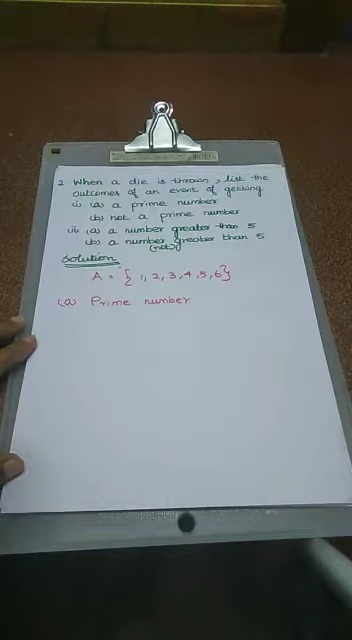 2. When a die is thrown, list the
outcomes of an event of getting
(i) (a) a prime number
(b) not a prime number
(ii) (a) a number greater than 5
(b) a number greater than 5
(not)
Solution
A = { 1, 2, 3, 4, 5, 6}
(a) Prime number